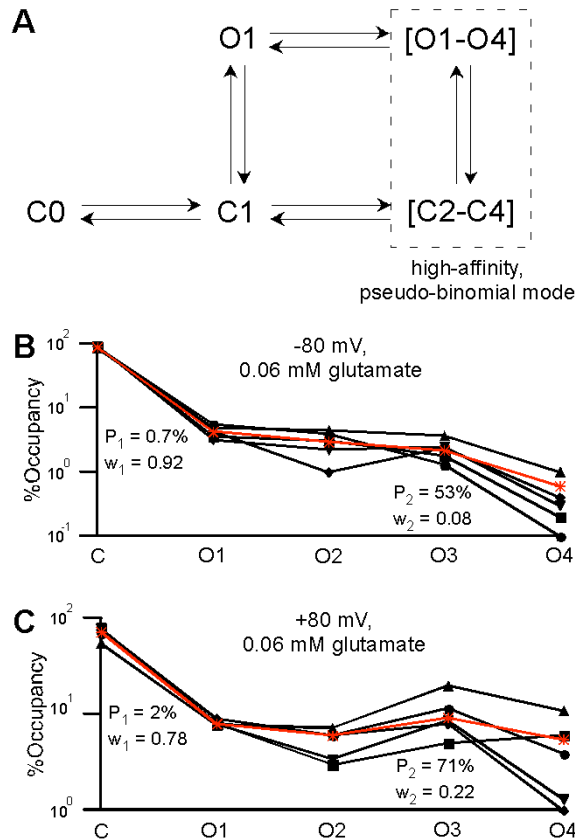 A
O1
[O1-O4]
C0
C1
[C2-C4]
high-affinity,
pseudo-binomial mode
B
-80 mV,
0.06 mM glutamate
%Occupancy
10²
10¹
10⁰
10⁻¹
P₁ = 0.7%
w₁ = 0.92
P₂ = 53%
w₂ = 0.08
C O1 O2 O3 O4
C
+80 mV,
0.06 mM glutamate
%Occupancy
10²
10¹
10⁰
P₁ = 2%
w₁ = 0.78
P₂ = 71%
w₂ = 0.22
C O1 O2 O3 O4